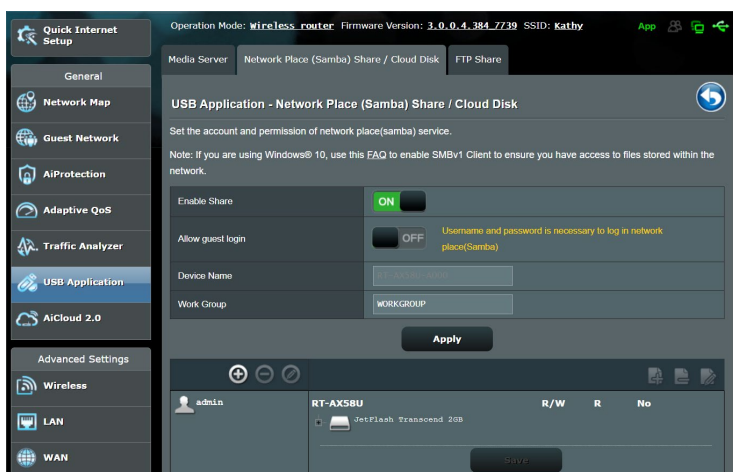 Quick Internet
Setup
Operation Mode: Wireless router Firmware Version: 3.0.0.4.384_7739 SSID: Kathy
App
Media Server
Network Place (Samba) Share / Cloud Disk
FTP Share
General
Network Map
Guest Network
AiProtection
Adaptive QoS
Traffic Analyzer
USB Application
AiCloud 2.0
Advanced Settings
Wireless
LAN
WAN
USB Application - Network Place (Samba) Share / Cloud Disk
Set the account and permission of network place(samba) service.
Note: If you are using Windows® 10, use this FAQ to enable SMBv1 Client to ensure you have access to files stored within the
network.
Enable Share
ON
Allow guest login
OFF
Username and password is necessary to log in network
place(Samba)
Device Name
Work Group
WORKGROUP
Apply
admin
RT-AX58U
R/W
R
No
JetFlash Transcend 2GB
Save